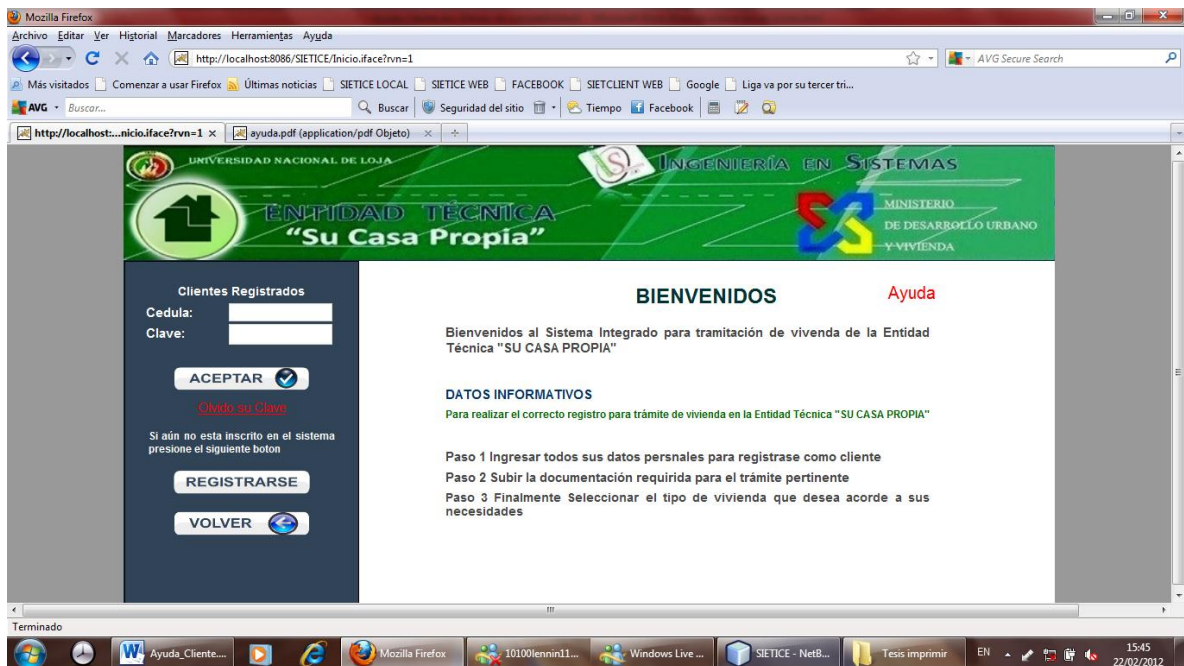 Mozilla Firefox
Archivo Editar Ver Historial Marcadores Herramientas Ayuda
http://localhost:8086/SIETICE/Inicio.iface?rvn=1
AVG Secure Search
Más visitados Comenzar a usar Firefox Últimas noticias SIETICE LOCAL SIETICE WEB FACEBOOK SIETCLIENT WEB Google Liga va por su tercer tri...
AVG Buscar... Buscar Seguridad del sitio Tiempo Facebook
http://localhost:...nicio.iface?rvn=1 ayuda.pdf (application/pdf Objeto)
UNIVERSIDAD NACIONAL DE LOJA
INGENIERÍA EN SISTEMAS
ENTIDAD TÉCNICA
"Su Casa Propia"
MINISTERIO
DE DESARROLLO URBANO
Y VIVIENDA
Clientes Registrados
Cedula:
Clave:
ACEPTAR
Olvido su Clave
Si aún no esta inscrito en el sistema
presione el siguiente boton
REGISTRARSE
VOLVER
BIENVENIDOS
Ayuda
Bienvenidos al Sistema Integrado para tramitación de vivenda de la Entidad
Técnica "SU CASA PROPIA"
DATOS INFORMATIVOS
Para realizar el correcto registro para trámite de vivienda en la Entidad Técnica "SU CASA PROPIA"
Paso 1 Ingresar todos sus datos persnales para registrase como cliente
Paso 2 Subir la documentación requirida para el trámite pertinente
Paso 3 Finalmente Seleccionar el tipo de vivienda que desea acorde a sus
necesidades
Terminado
Ayuda_Cliente.... Mozilla Firefox 10100lennin11... Windows Live ... SIETICE - NetB... Tesis imprimir EN 15:45
22/02/2012